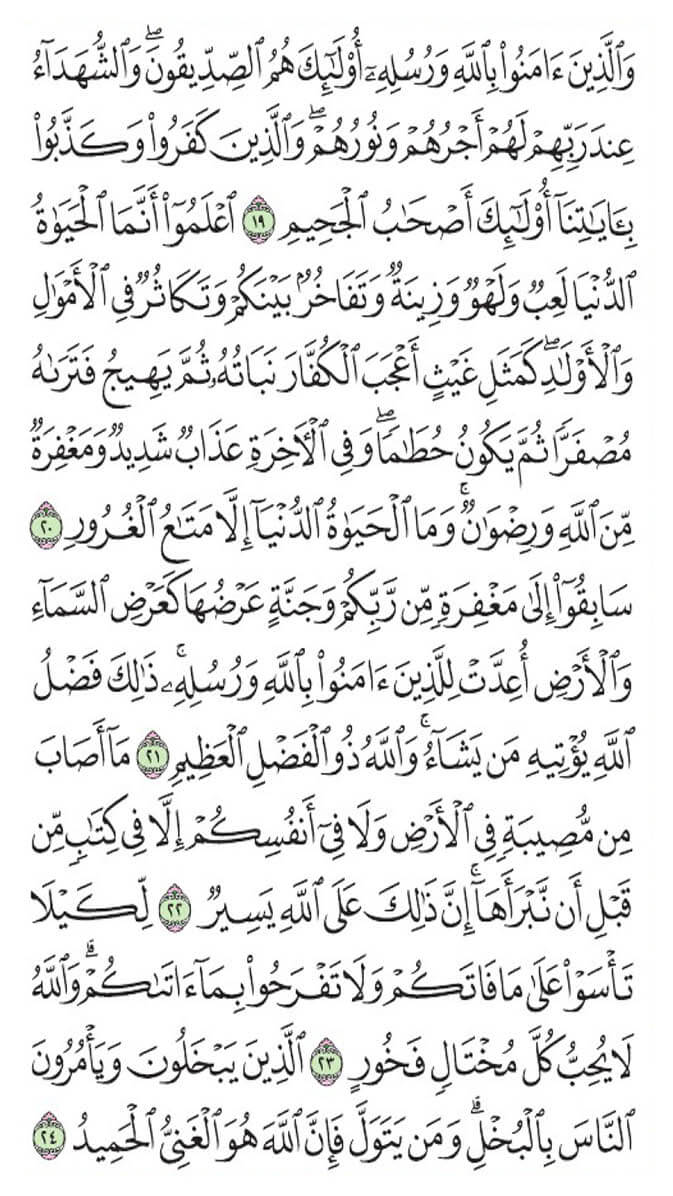 وَٱلَّذِينَ ءَامَنُوا۟ بِٱللَّهِ وَرُسُلِهِۦٓ أُو۟لَـٰٓئِكَ هُمُ ٱلصِّدِّيقُونَ ۖ وَٱلشُّهَدَآءُ
عِندَ رَبِّهِمْ لَهُمْ أَجْرُهُمْ وَنُورُهُمْ ۖ وَٱلَّذِينَ كَفَرُوا۟ وَكَذَّبُوا۟
بِـَٔايَـٰتِنَآ أُو۟لَـٰٓئِكَ أَصْحَـٰبُ ٱلْجَحِيمِ ١٩ ٱعْلَمُوٓا۟ أَنَّمَا ٱلْحَيَوٰةُ
ٱلدُّنْيَا لَعِبٌ وَلَهْوٌ وَزِينَةٌ وَتَفَاخُرٌۢ بَيْنَكُمْ وَتَكَاثُرٌ فِى ٱلْأَمْوَٰلِ
وَٱلْأَوْلَـٰدِ ۖ كَمَثَلِ غَيْثٍ أَعْجَبَ ٱلْكُفَّارَ نَبَاتُهُۥ ثُمَّ يَهِيجُ فَتَرَىٰهُ
مُصْفَرًّا ثُمَّ يَكُونُ حُطَـٰمًا ۖ وَفِى ٱلْـَٔاخِرَةِ عَذَابٌ شَدِيدٌ وَمَغْفِرَةٌ
مِّنَ ٱللَّهِ وَرِضْوَٰنٌ ۚ وَمَا ٱلْحَيَوٰةُ ٱلدُّنْيَآ إِلَّا مَتَـٰعُ ٱلْغُرُورِ ٢٠
سَابِقُوٓا۟ إِلَىٰ مَغْفِرَةٍ مِّن رَّبِّكُمْ وَجَنَّةٍ عَرْضُهَا كَعَرْضِ ٱلسَّمَآءِ
وَٱلْأَرْضِ أُعِدَّتْ لِلَّذِينَ ءَامَنُوا۟ بِٱللَّهِ وَرُسُلِهِۦ ۚ ذَٰلِكَ فَضْلُ
ٱللَّهِ يُؤْتِيهِ مَن يَشَآءُ ۚ وَٱللَّهُ ذُو ٱلْفَضْلِ ٱلْعَظِيمِ ٢١ مَآ أَصَابَ
مِن مُّصِيبَةٍ فِى ٱلْأَرْضِ وَلَا فِىٓ أَنفُسِكُمْ إِلَّا فِى كِتَـٰبٍ مِّن
قَبْلِ أَن نَّبْرَأَهَآ ۚ إِنَّ ذَٰلِكَ عَلَى ٱللَّهِ يَسِيرٌ ٢٢ لِّكَيْلَا
تَأْسَوْا۟ عَلَىٰ مَا فَاتَكُمْ وَلَا تَفْرَحُوا۟ بِمَآ ءَاتَىٰكُمْ ۗ وَٱللَّهُ
لَا يُحِبُّ كُلَّ مُخْتَالٍ فَخُورٍ ٢٣ ٱلَّذِينَ يَبْخَلُونَ وَيَأْمُرُونَ
ٱلنَّاسَ بِٱلْبُخْلِ ۗ وَمَن يَتَوَلَّ فَإِنَّ ٱللَّهَ هُوَ ٱلْغَنِىُّ ٱلْحَمِيدُ ٢٤